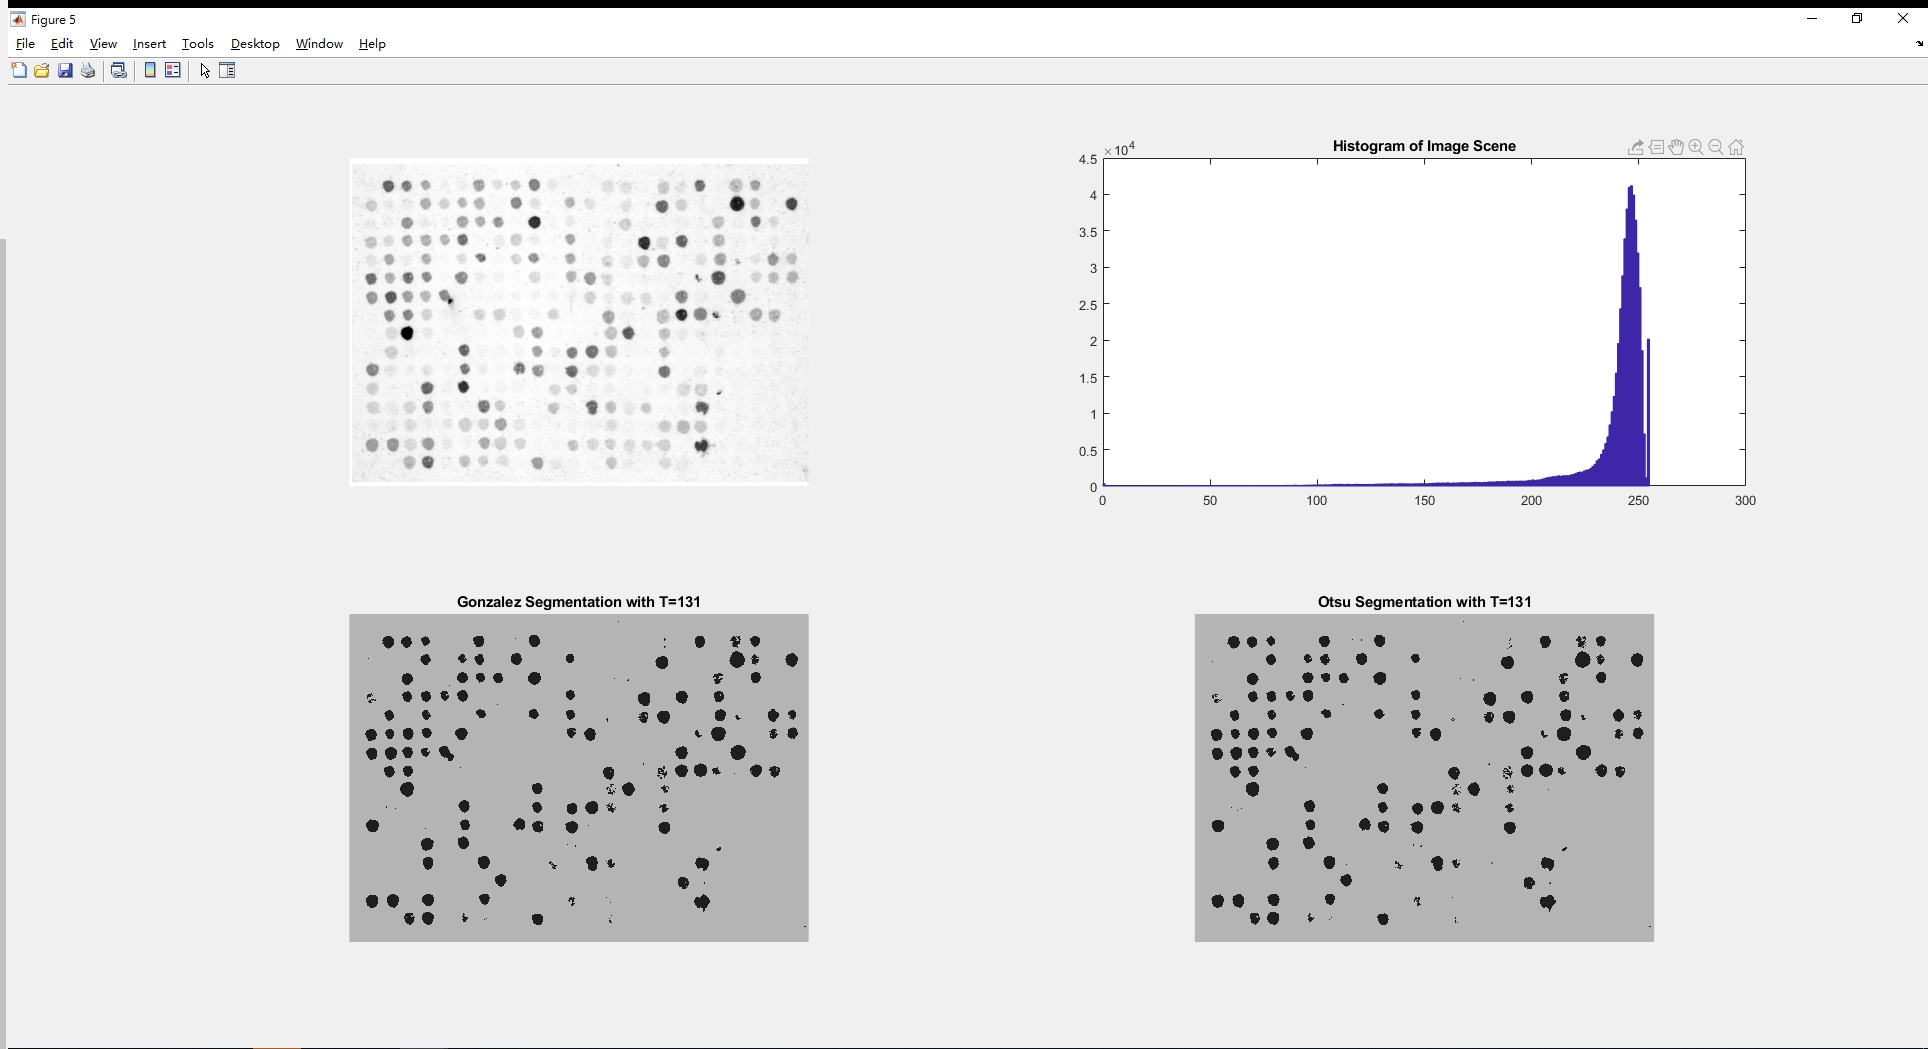 Figure 5
File Edit View Insert Tools Desktop Window Help
Histogram of Image Scene
×10^4
4.5
4
3.5
3
2.5
2
1.5
1
0.5
0
0 50 100 150 200 250 300
Gonzalez Segmentation with T=131
Otsu Segmentation with T=131